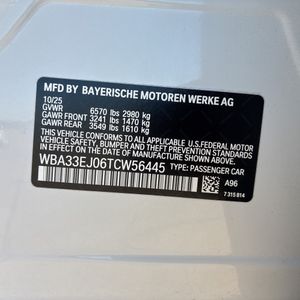 MFD BY BAYERISCHE MOTOREN WERKE AG
10/25
GVWR 6570 lbs 2980 kg
GAWR FRONT 3241 lbs 1470 kg
GAWR REAR 3549 lbs 1610 kg
THIS VEHICLE CONFORMS TO ALL APPLICABLE
U.S.FEDERAL MOTOR VEHICLE SAFETY,
BUMPER, AND THEFT PREVENTION STANDARDS
IN EFFECT ON THE DATE OF
MANUFACTURE SHOWN ABOVE.
WBA33EJ06TCW56445 TYPE: PASSENGER CAR
A96
7 315 814